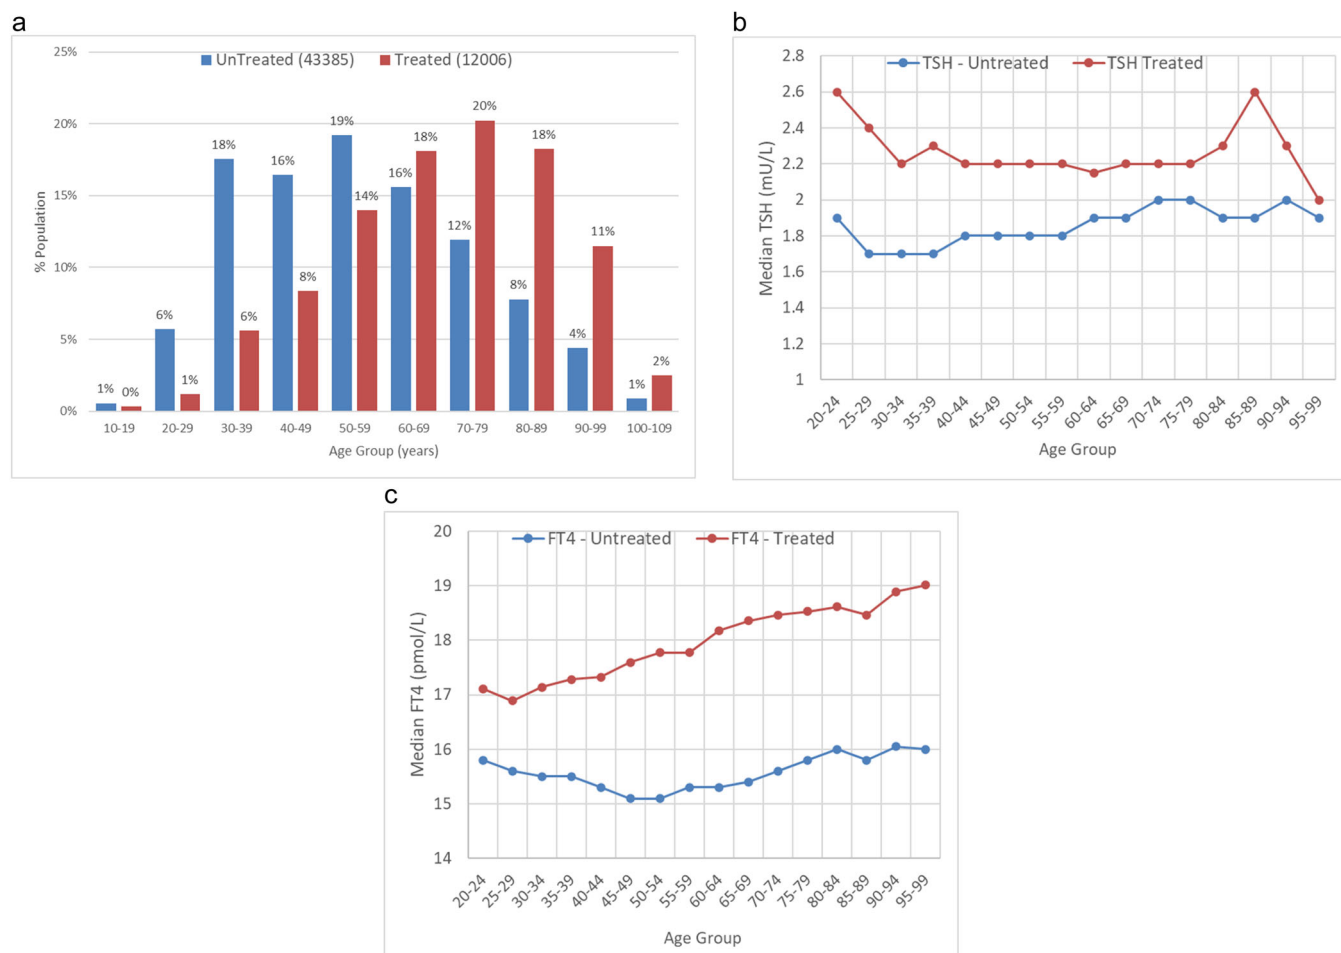 a
25%
20%
15%
10%
5%
0%
% Population
UnTreated (43385) Treated (12006)
1% 0% 6% 1% 18% 6% 16% 8% 19% 14% 16% 18% 12% 20% 8% 18% 4% 11% 1% 2%
10-19 20-29 30-39 40-49 50-59 60-69 70-79 80-89 90-99 100-109
Age Group (years)
b
2.8
2.6
2.4
2.2
2
1.8
1.6
1.4
1.2
1
Median TSH (mU/L)
TSH - Untreated TSH Treated
20-24 25-29 30-34 35-39 40-44 45-49 50-54 55-59 60-64 65-69 70-74 75-79 80-84 85-89 90-94 95-99
Age Group
c
20
19
18
17
16
15
14
Median FT4 (pmol/L)
FT4 - Untreated FT4 - Treated
20-24 25-29 30-34 35-39 40-44 45-49 50-54 55-59 60-64 65-69 70-74 75-79 80-84 85-89 90-94 95-99
Age Group